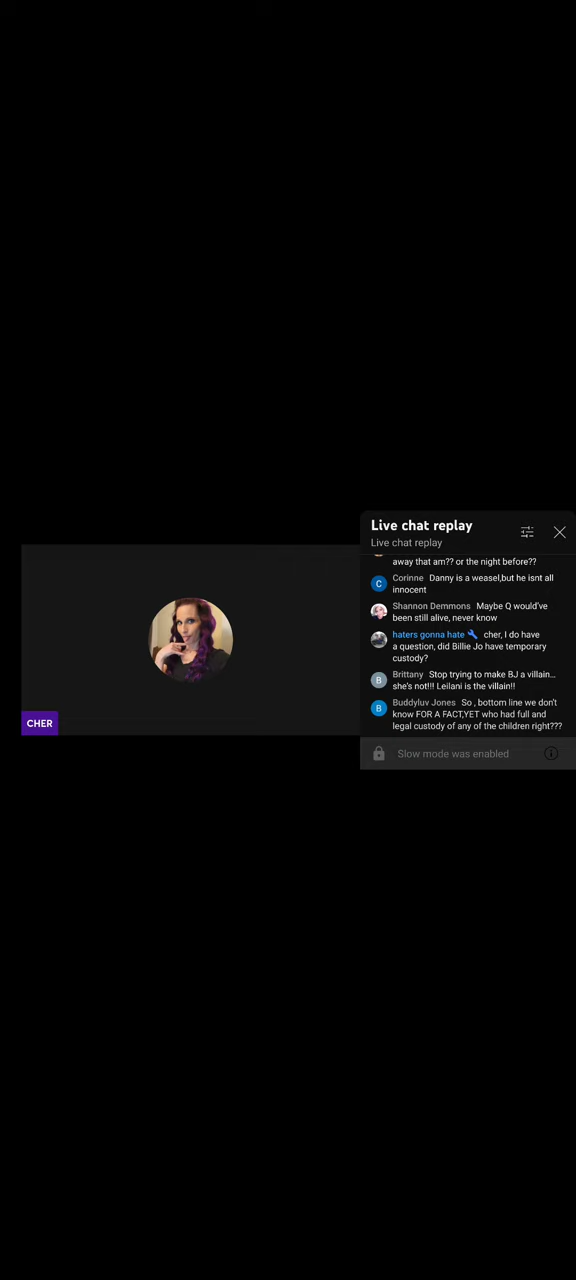 Live chat replay
Live chat replay
away that am?? or the night before??
Corinne Danny is a weasel,but he isnt all
innocent
Shannon Demmons Maybe Q would've
been still alive, never know
haters gonna hate cher, I do have
a question, did Billie Jo have temporary
custody?
Brittany Stop trying to make BJ a villain...
she's not!!! Leilani is the villain!!
Buddyluv Jones So , bottom line we don't
know FOR A FACT,YET who had full and
legal custody of any of the children right???
CHER
Slow mode was enabled